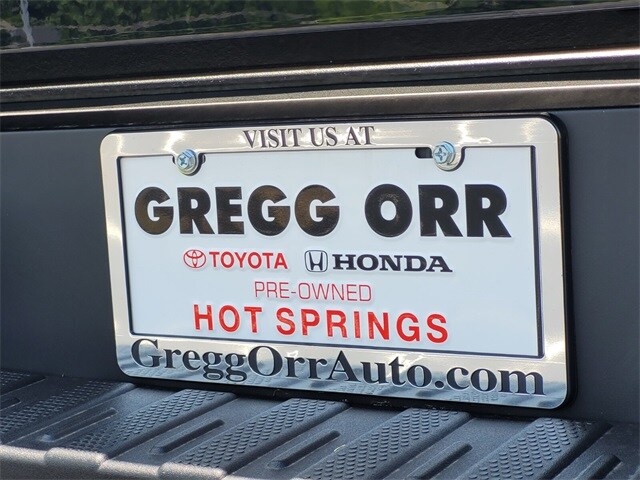 VISIT US AT
GREGG ORR
TOYOTA HONDA
PRE-OWNED
HOT SPRINGS
GreggOrrAuto.com